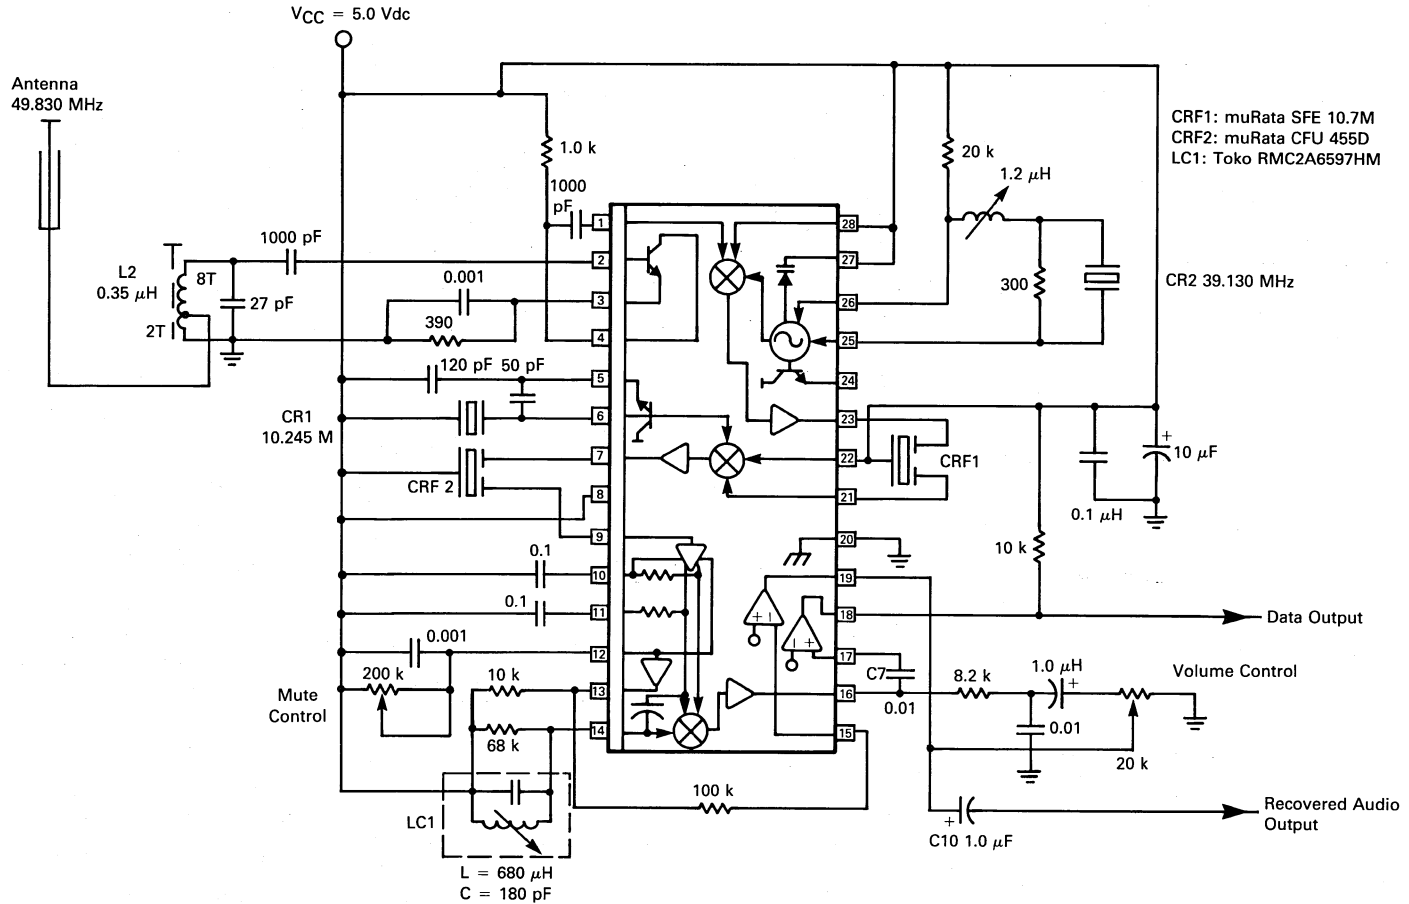 VCC = 5.0 Vdc
Antenna
49.830 MHz
CRF1: muRata SFE 10.7M
CRF2: muRata CFU 455D
LC1: Toko RMC2A6597HM
1.0 k
20 k
1.2 μH
1000
pF
1000 pF
L2
0.35 μH
8T
2T
27 pF
0.001
390
300
CR2 39.130 MHz
120 pF
50 pF
CR1
10.245 M
CRF 2
CRF1
10 μF
+
0.1 μH
10 k
0.1
0.1
0.001
200 k
Mute
Control
10 k
68 k
1
2
3
4
5
6
7
8
9
10
11
12
13
14
28
27
26
25
24
23
22
21
20
19
18
17
16
15
+ −
− +
Data Output
C7
0.01
8.2 k
1.0 μH
+
Volume Control
0.01
20 k
100 k
LC1
L = 680 μH
C = 180 pF
+
C10 1.0 μF
Recovered Audio
Output